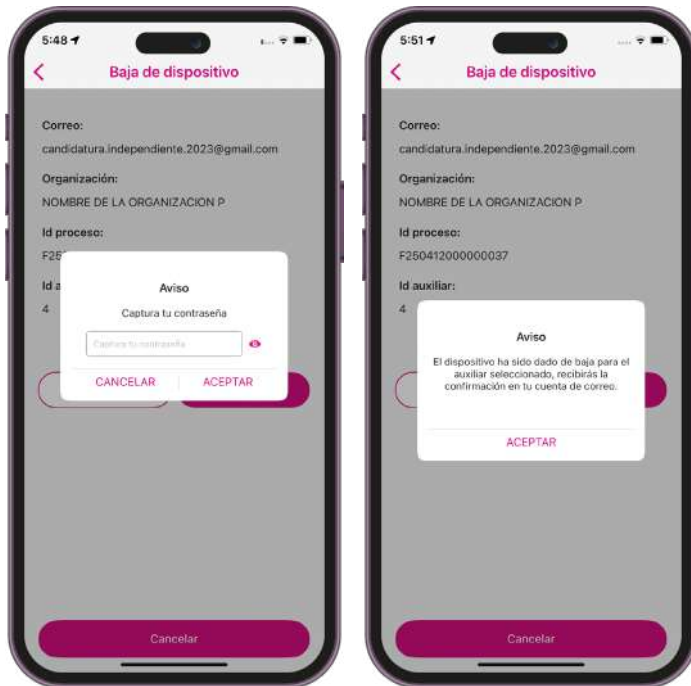 5:48
Baja de dispositivo
Correo:
candidatura.independiente.2023@gmail.com
Organización:
NOMBRE DE LA ORGANIZACION P
Id proceso:
F25
Id a
4
Aviso
Captura tu contraseña
Captura tu contraseña
CANCELAR
ACEPTAR
Cancelar
5:51
Baja de dispositivo
Correo:
candidatura.independiente.2023@gmail.com
Organización:
NOMBRE DE LA ORGANIZACION P
Id proceso:
F250412000000037
Id auxiliar:
4
Aviso
El dispositivo ha sido dado de baja para el
auxiliar seleccionado, recibirás la
confirmación en tu cuenta de correo.
ACEPTAR
Cancelar